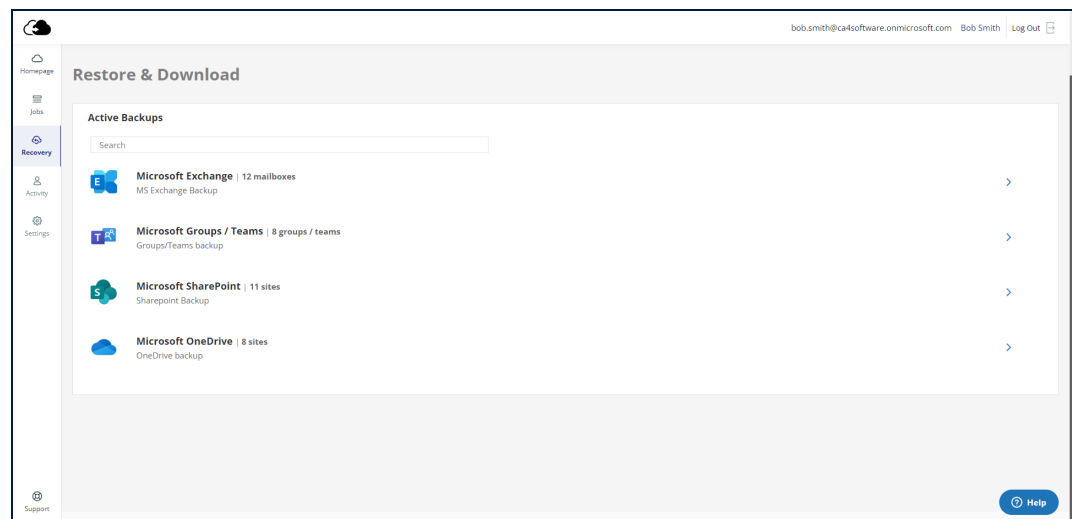 bob.smith@ca4software.onmicrosoft.com Bob Smith Log Out
Homepage
Jobs
Recovery
Activity
Settings
Support
Restore & Download
Active Backups
Search
E
Microsoft Exchange | 12 mailboxes
MS Exchange Backup
T
Microsoft Groups / Teams | 8 groups / teams
Groups/Teams backup
S
Microsoft SharePoint | 11 sites
Sharepoint Backup
Microsoft OneDrive | 8 sites
OneDrive backup
? Help